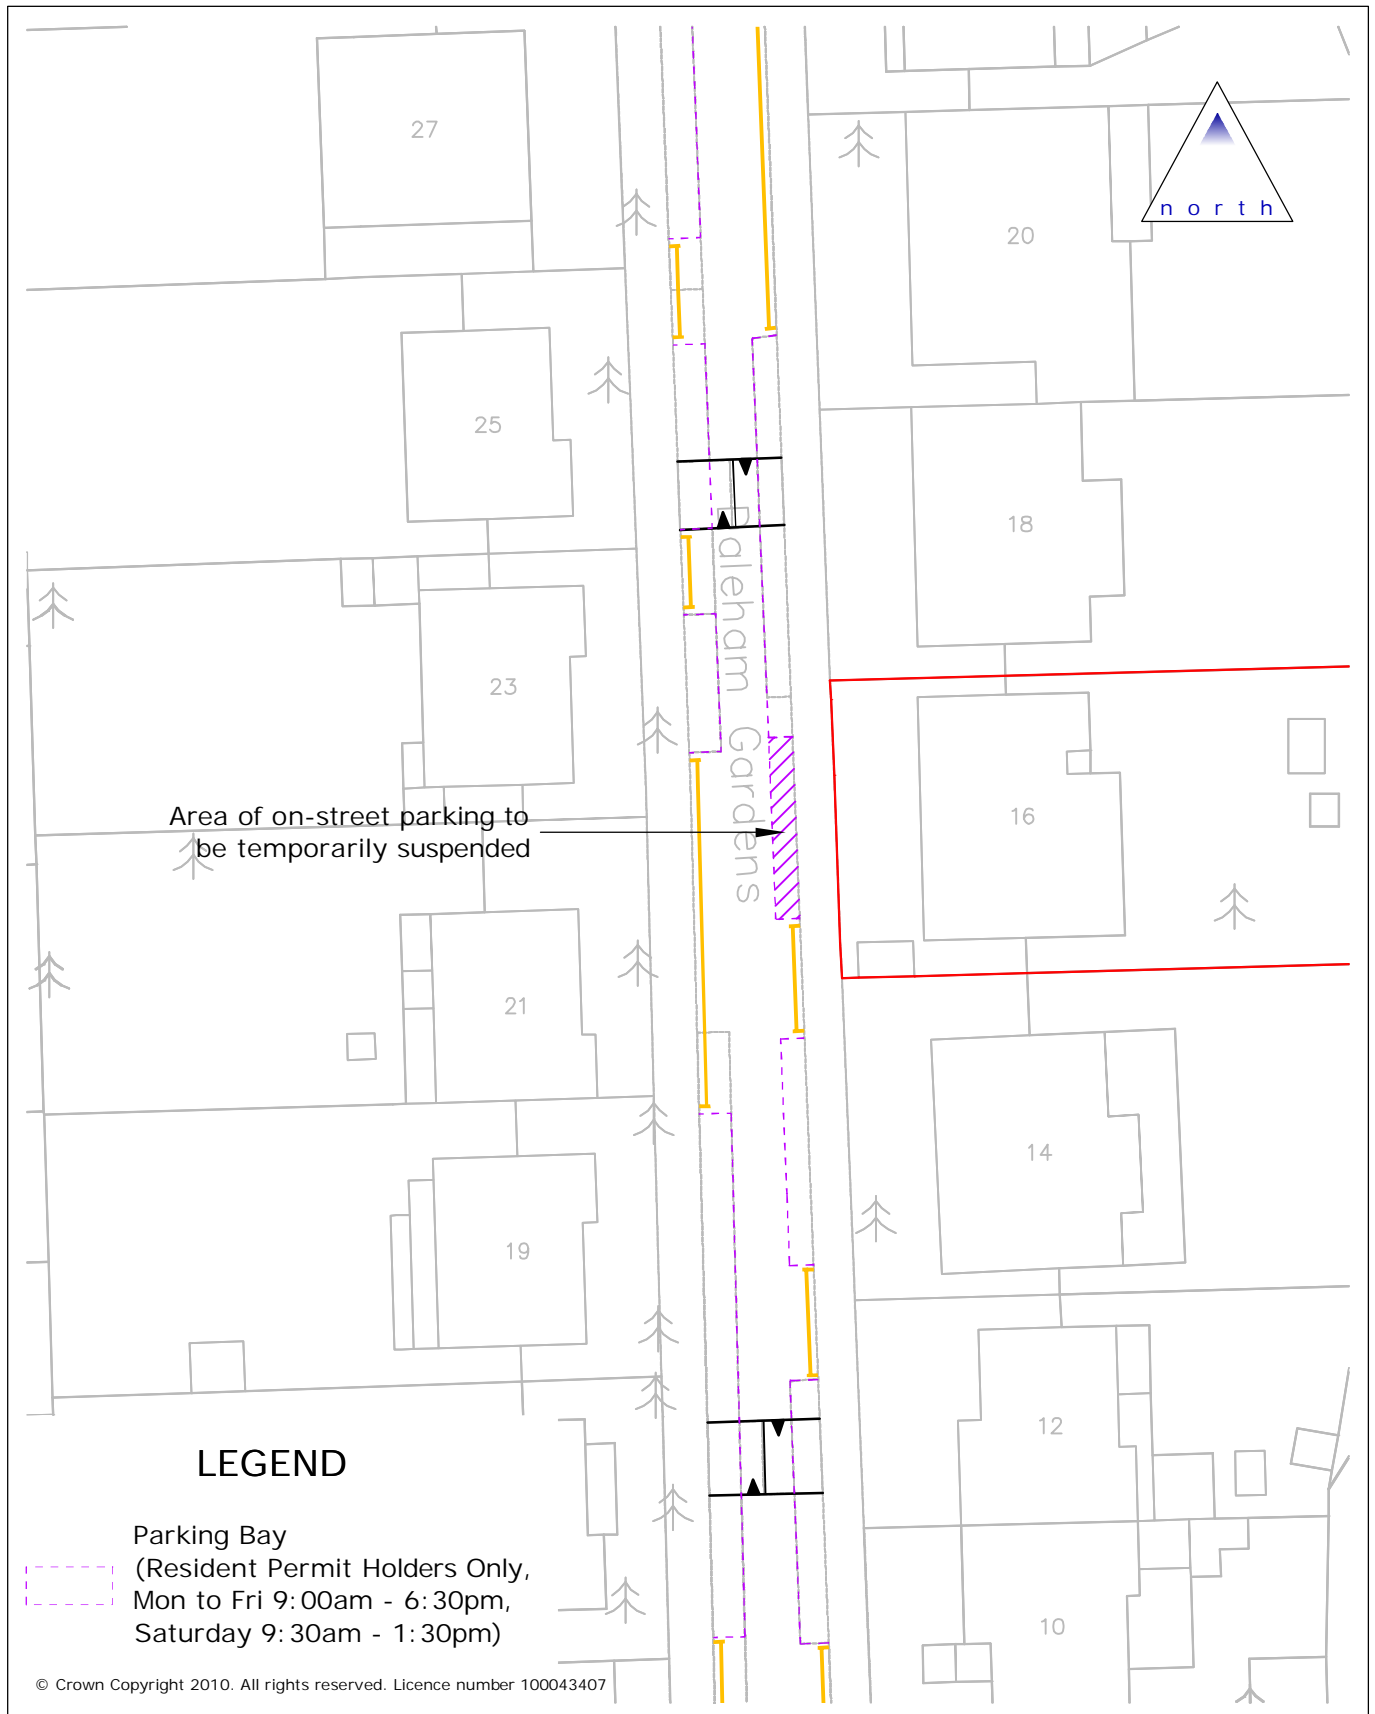 27
north
20
25
18
Daleham Gardens
23
16
Area of on-street parking to
be temporarily suspended
21
14
19
12
LEGEND
Parking Bay
(Resident Permit Holders Only,
Mon to Fri 9:00am - 6:30pm,
Saturday 9:30am - 1:30pm)
10
© Crown Copyright 2010. All rights reserved. Licence number 100043407